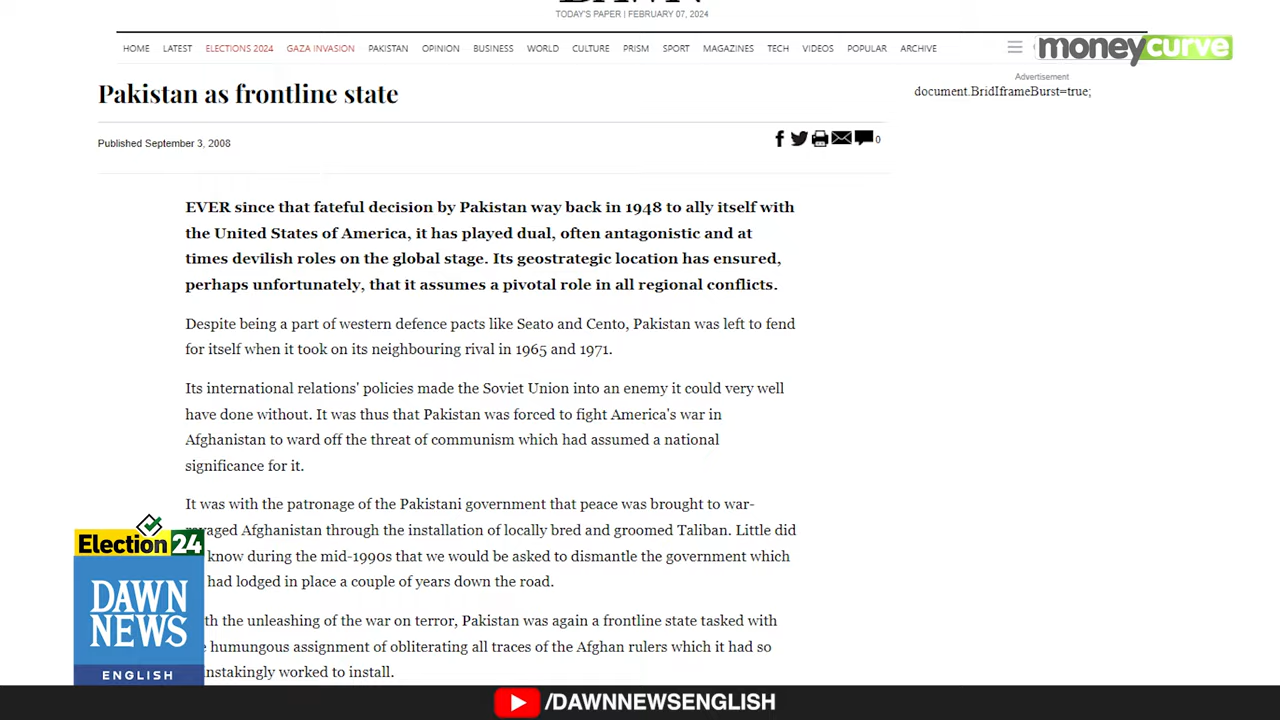 TODAY'S PAPER | FEBRUARY 07, 2024
HOME LATEST ELECTIONS 2024 GAZA INVASION PAKISTAN OPINION BUSINESS WORLD CULTURE PRISM SPORT MAGAZINES TECH VIDEOS POPULAR ARCHIVE
moneycurve
Advertisement
document.BridIframeBurst=true;
Pakistan as frontline state
Published September 3, 2008
0
EVER since that fateful decision by Pakistan way back in 1948 to ally itself with
the United States of America, it has played dual, often antagonistic and at
times devilish roles on the global stage. Its geostrategic location has ensured,
perhaps unfortunately, that it assumes a pivotal role in all regional conflicts.
Despite being a part of western defence pacts like Seato and Cento, Pakistan was left to fend
for itself when it took on its neighbouring rival in 1965 and 1971.
Its international relations' policies made the Soviet Union into an enemy it could very well
have done without. It was thus that Pakistan was forced to fight America's war in
Afghanistan to ward off the threat of communism which had assumed a national
significance for it.
It was with the patronage of the Pakistani government that peace was brought to war-
Afghanistan through the installation of locally bred and groomed Taliban. Little did
know during the mid-1990s that we would be asked to dismantle the government which
had lodged in place a couple of years down the road.
the unleashing of the war on terror, Pakistan was again a frontline state tasked with
humungous assignment of obliterating all traces of the Afghan rulers which it had so
worked to install.
Election 24
DAWN
NEWS
ENGLISH
/DAWNNEWSENGLISH